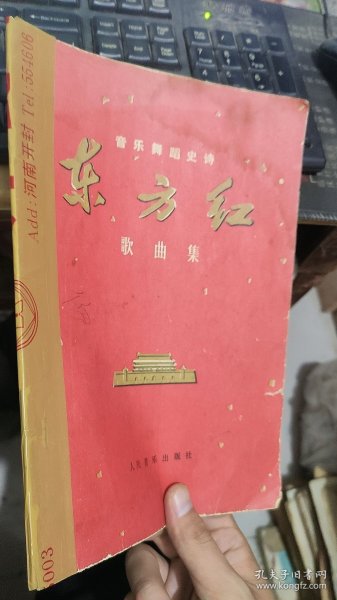 音乐舞蹈史诗
东方红
歌曲集
人民音乐出版社
Add:河南开封 Tel:554606
003
孔夫子旧书网
www.kongfz.com